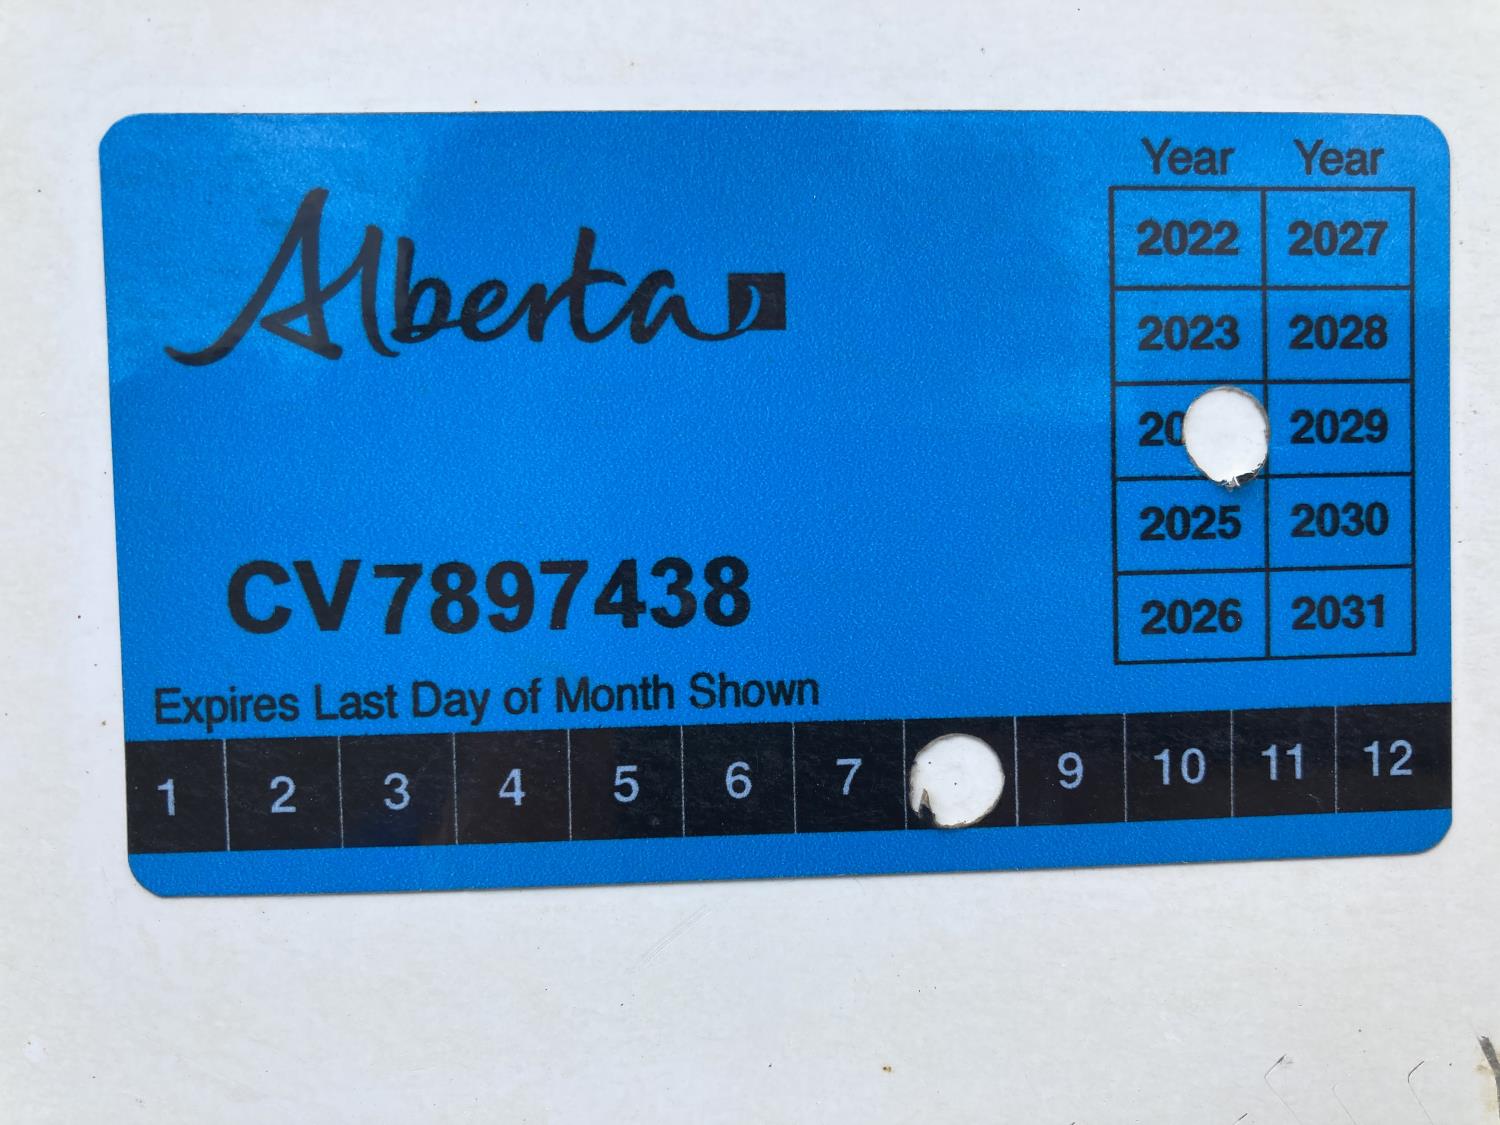 Alberta
Year Year
2022 2027
2023 2028
20 2029
2025 2030
2026 2031
CV7897438
Expires Last Day of Month Shown
1 2 3 4 5 6 7 9 10 11 12